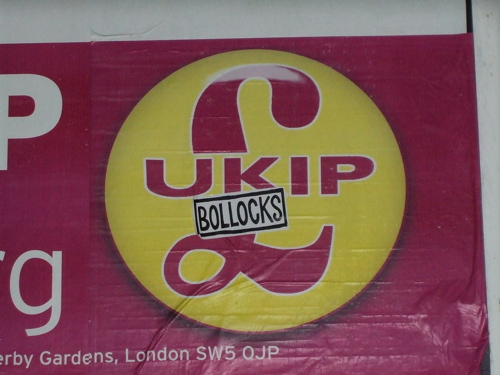 P
UKIP
BOLLOCKS
rg
erby Gardens, London SW5 0JP